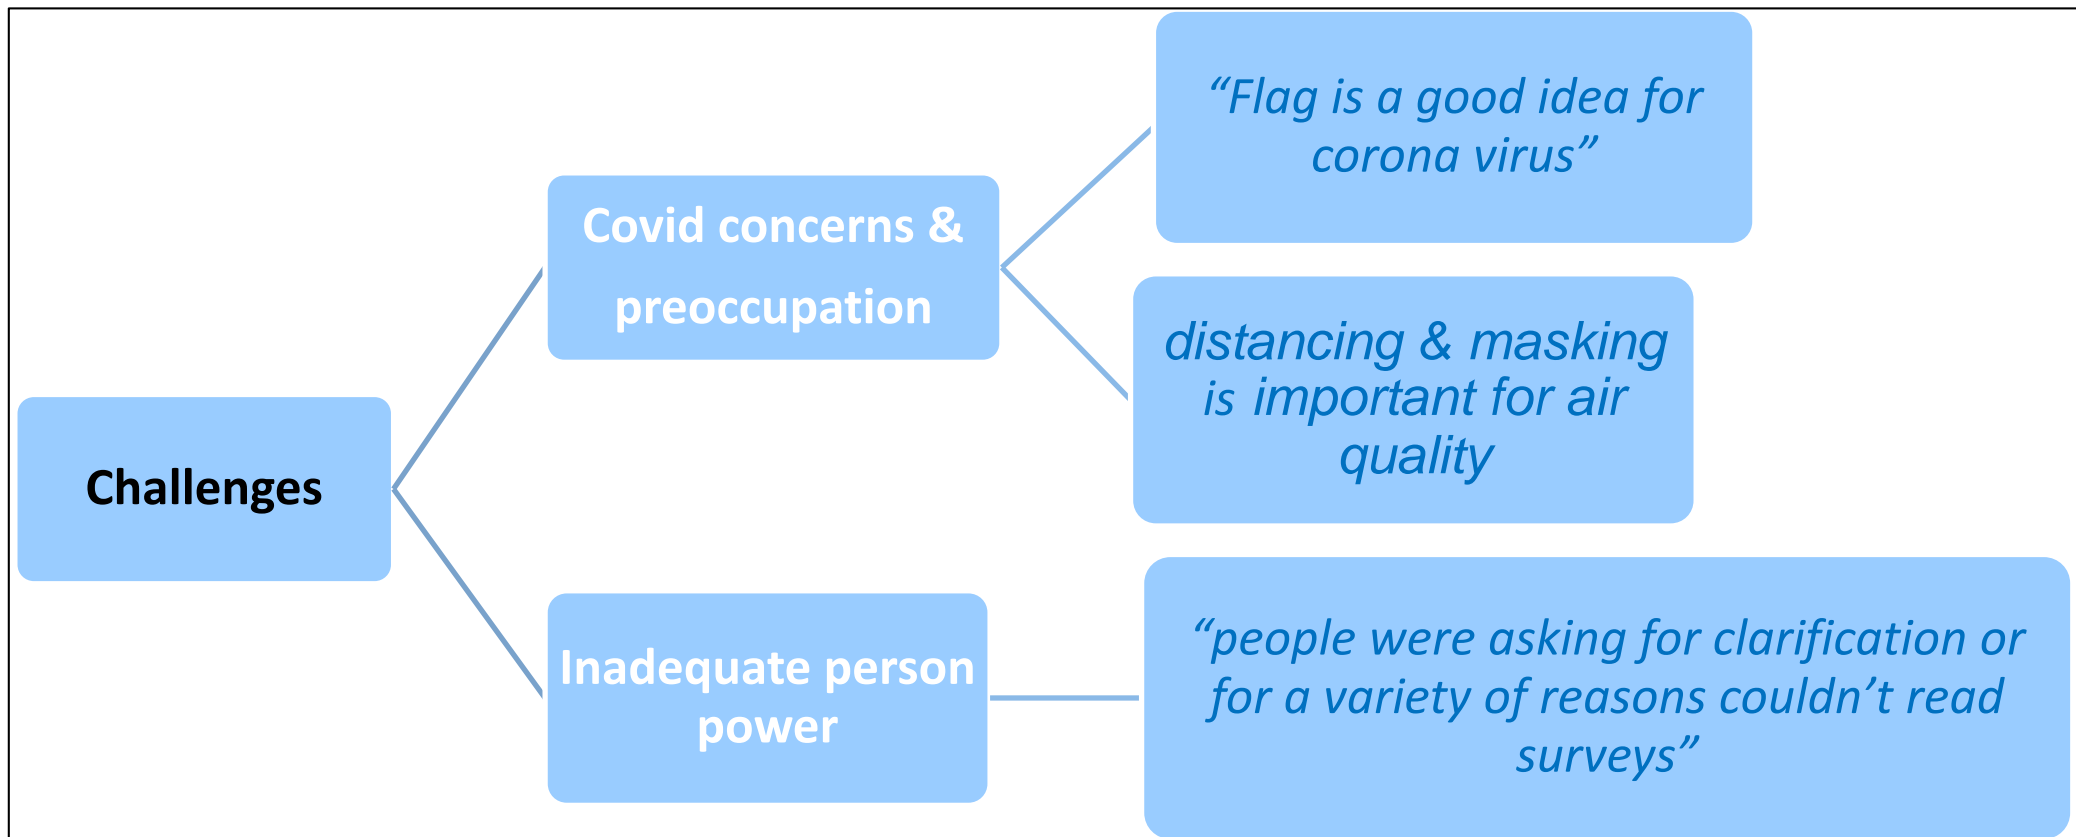 Challenges
Covid concerns &
preoccupation
“Flag is a good idea for
corona virus”
distancing & masking
is important for air
quality
Inadequate person
power
“people were asking for clarification or
for a variety of reasons couldn’t read
surveys”